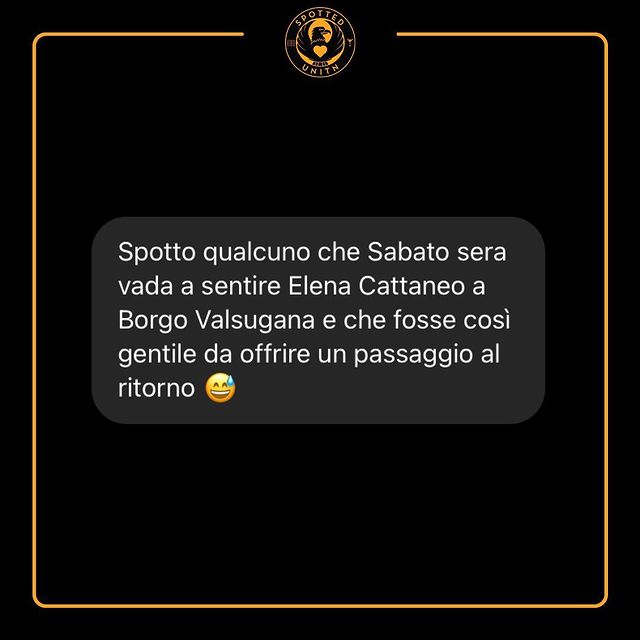 SPOTTED
UNITN
Spotto qualcuno che Sabato sera
vada a sentire Elena Cattaneo a
Borgo Valsugana e che fosse così
gentile da offrire un passaggio al
ritorno 😅